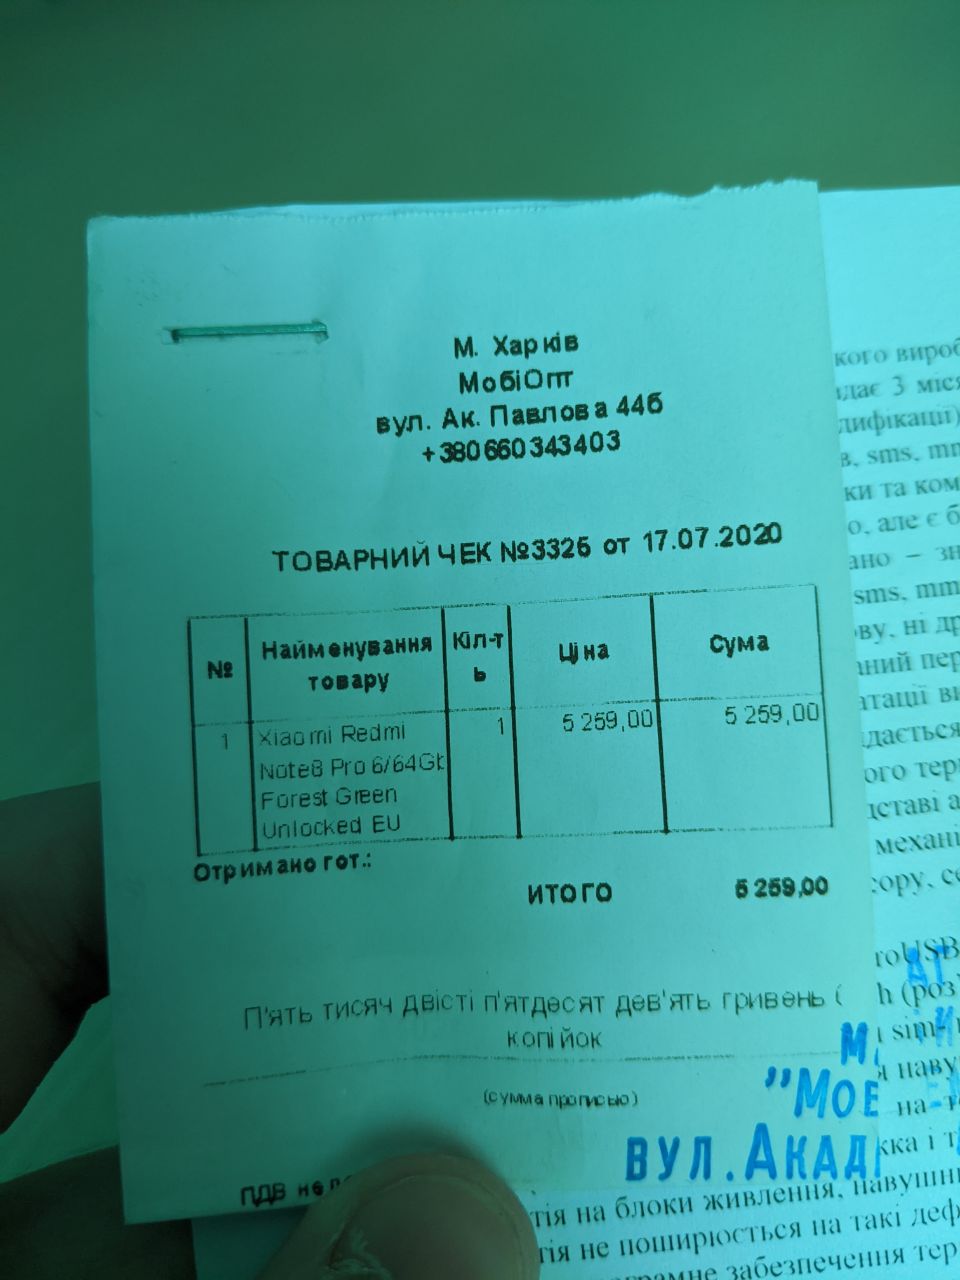 М. Харків
МобіОпт
вул. Ак. Павлова 44б
+380660343403
ТОВАРНИЙ ЧЕК №3326 от 17.07.2020
№ Найменування товару Кіл-ть Ціна Сума
1 Xiaomi Redmi 1 5 259,00 5 259,00
Note8 Pro 6/64Gb
Forest Green
Unlocked EU
Отримано гот.:
ИТОГО 5 259,00
П'ять тисяч двісті п'ятдесят дев'ять гривень (
копійок
(сумма прописью)
ПДВ не
"Моб
вул. Акад
кого вироб
дає 3 міся
дифікації)
в, sms, mm
ки та ком
о, але є б
ано – зн
sms, mm
ову, ні др
аний пер
атації ви
дається
ого тер
дставі а
механі
сору, се
roUSB
h (роз
sim-
я наву
на
кка і т
тія на блоки живлення, навушни
тія не поширюється на такі деф
ограмне забезпечення тер